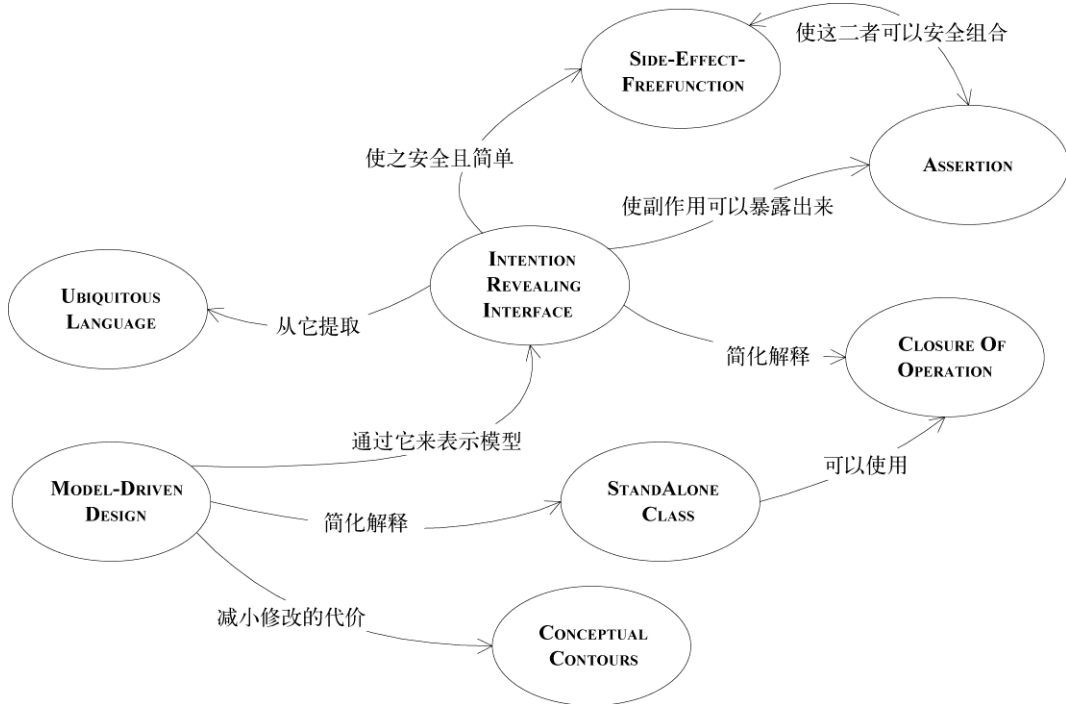 使这二者可以安全组合
SIDE-EFFECT-
FREEFUNCTION
使之安全且简单
ASSERTION
使副作用可以暴露出来
INTENTION
REVEALING
INTERFACE
UBIQUITOUS
LANGUAGE
从它提取
简化解释
CLOSURE OF
OPERATION
通过它来表示模型
可以使用
MODEL-DRIVEN
DESIGN
简化解释
STANDALONE
CLASS
减小修改的代价
CONCEPTUAL
CONTOURS